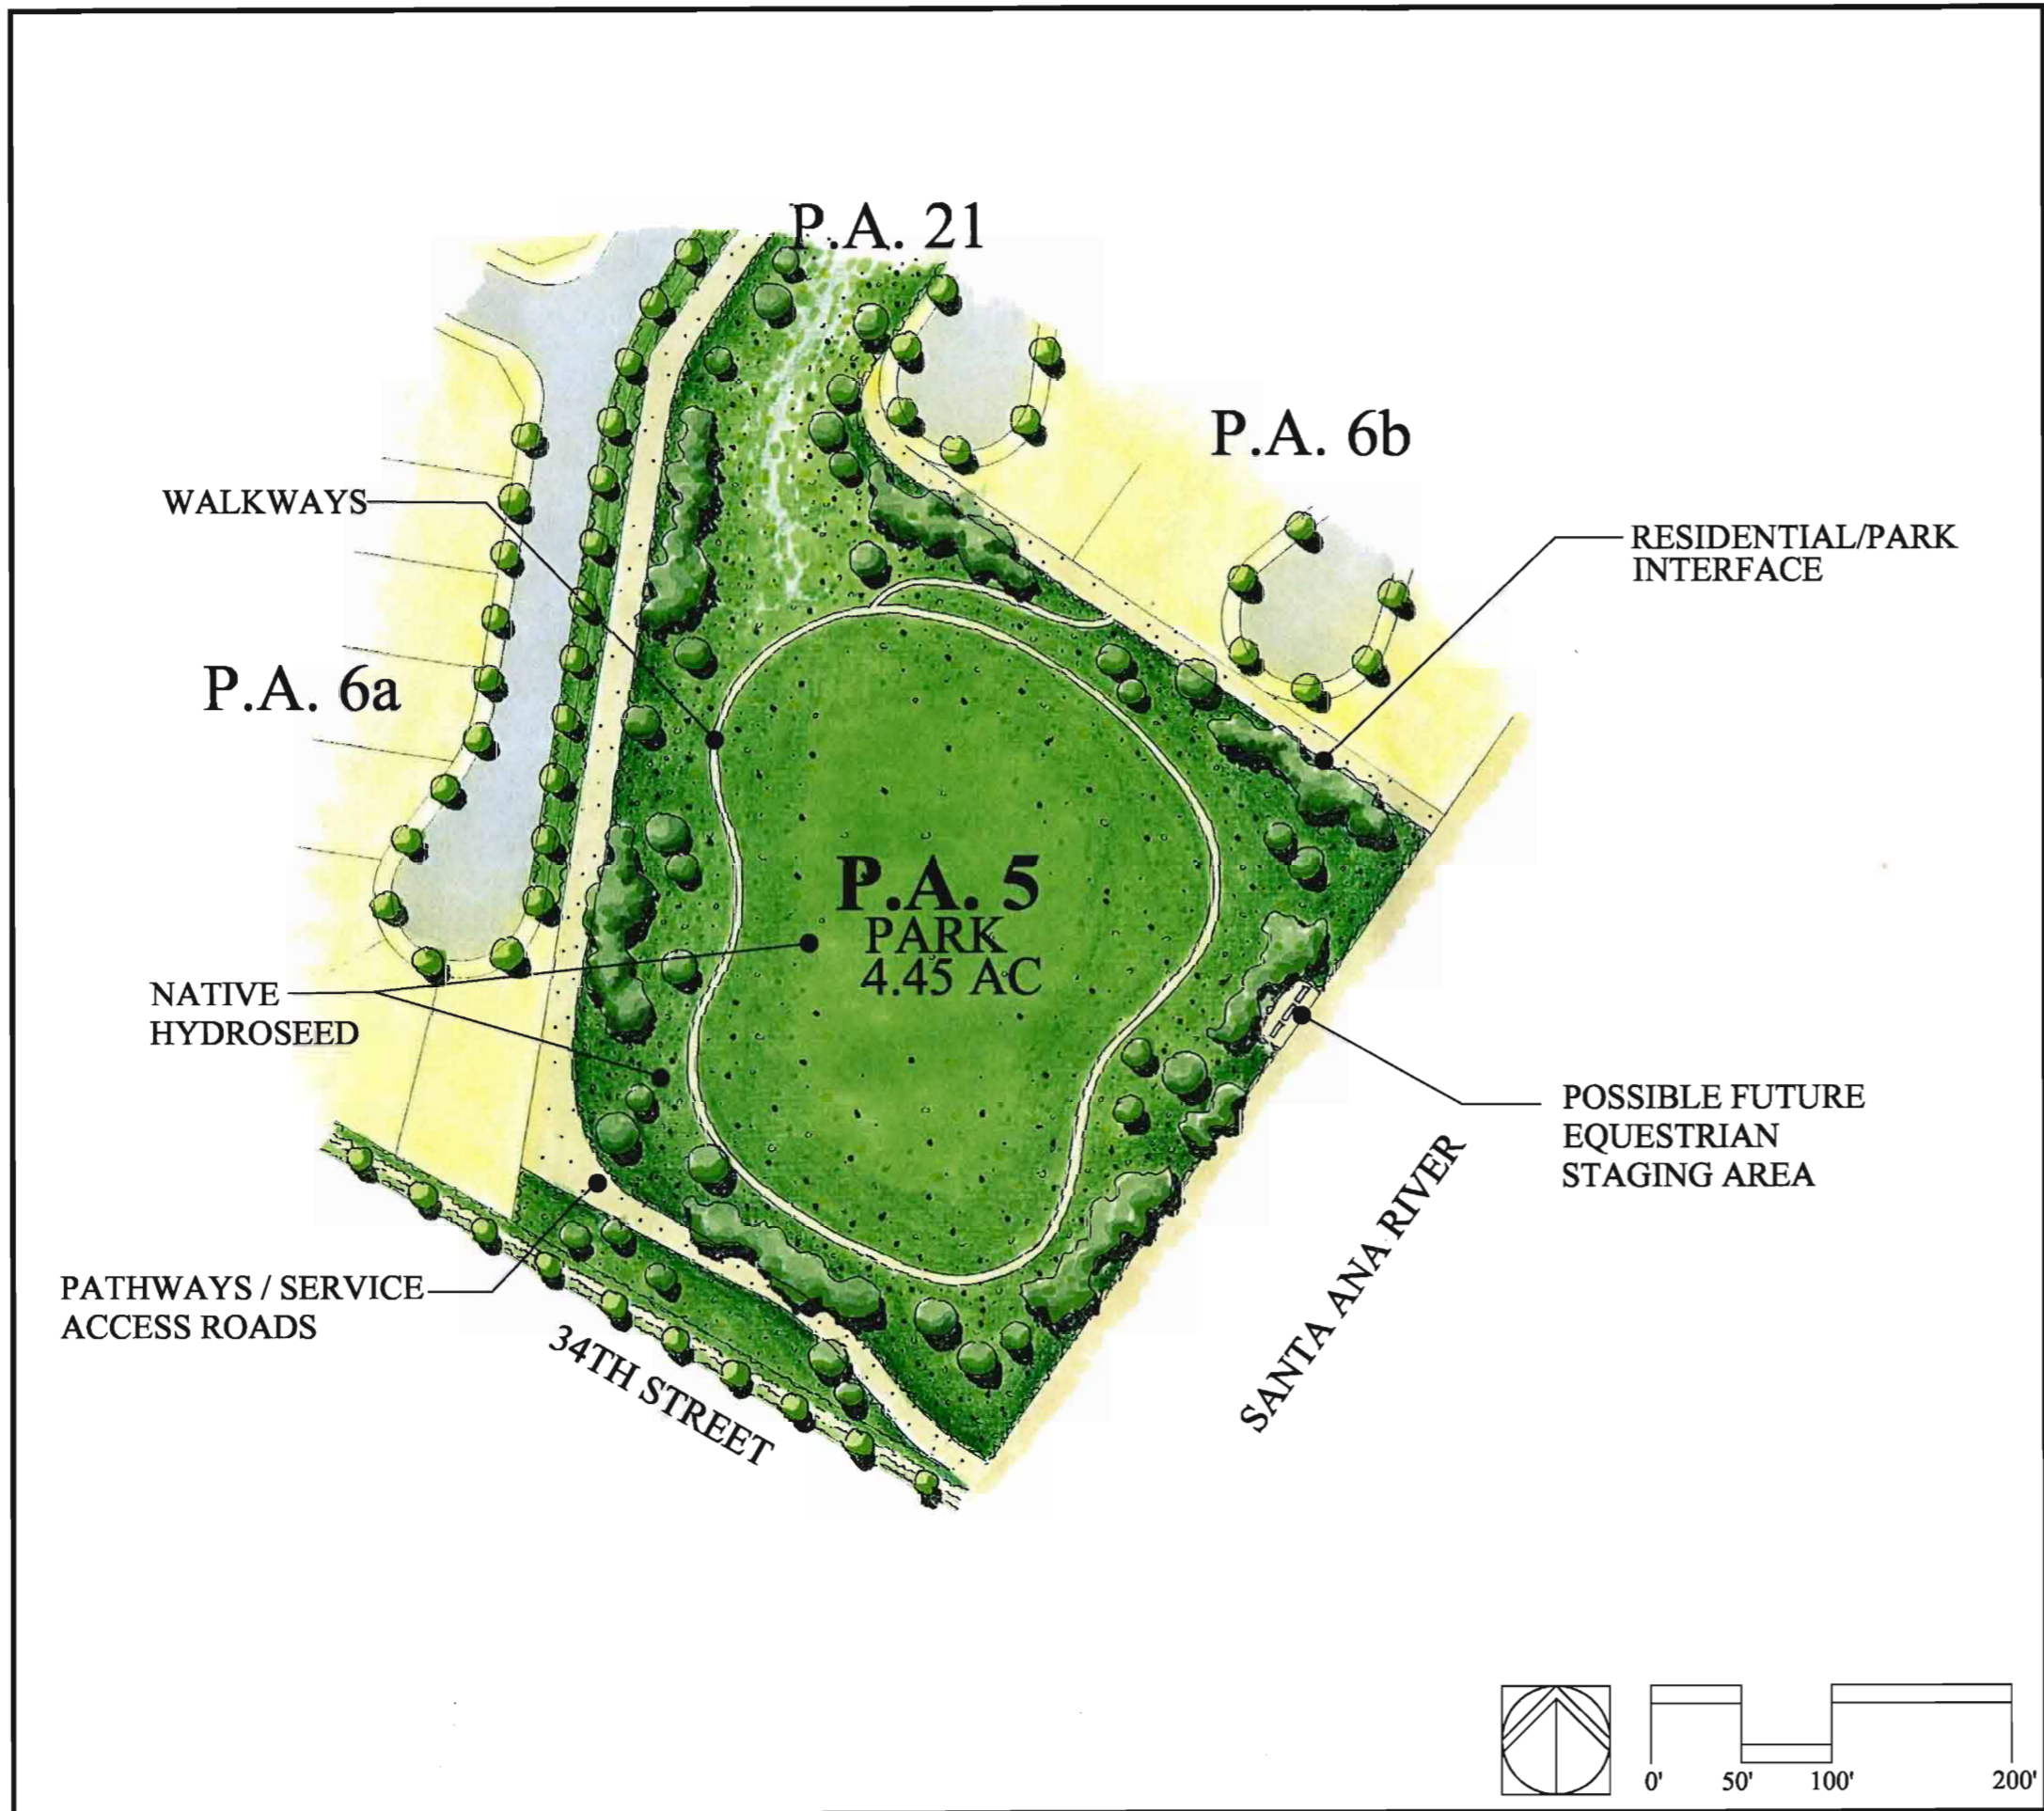 P.A. 21
P.A. 6b
WALKWAYS
RESIDENTIAL/PARK
INTERFACE
P.A. 6a
P.A. 5
PARK
4.45 AC
NATIVE
HYDROSEED
POSSIBLE FUTURE
EQUESTRIAN
STAGING AREA
SANTA ANA RIVER
PATHWAYS / SERVICE
ACCESS ROADS
34TH STREET
0' 50' 100' 200'